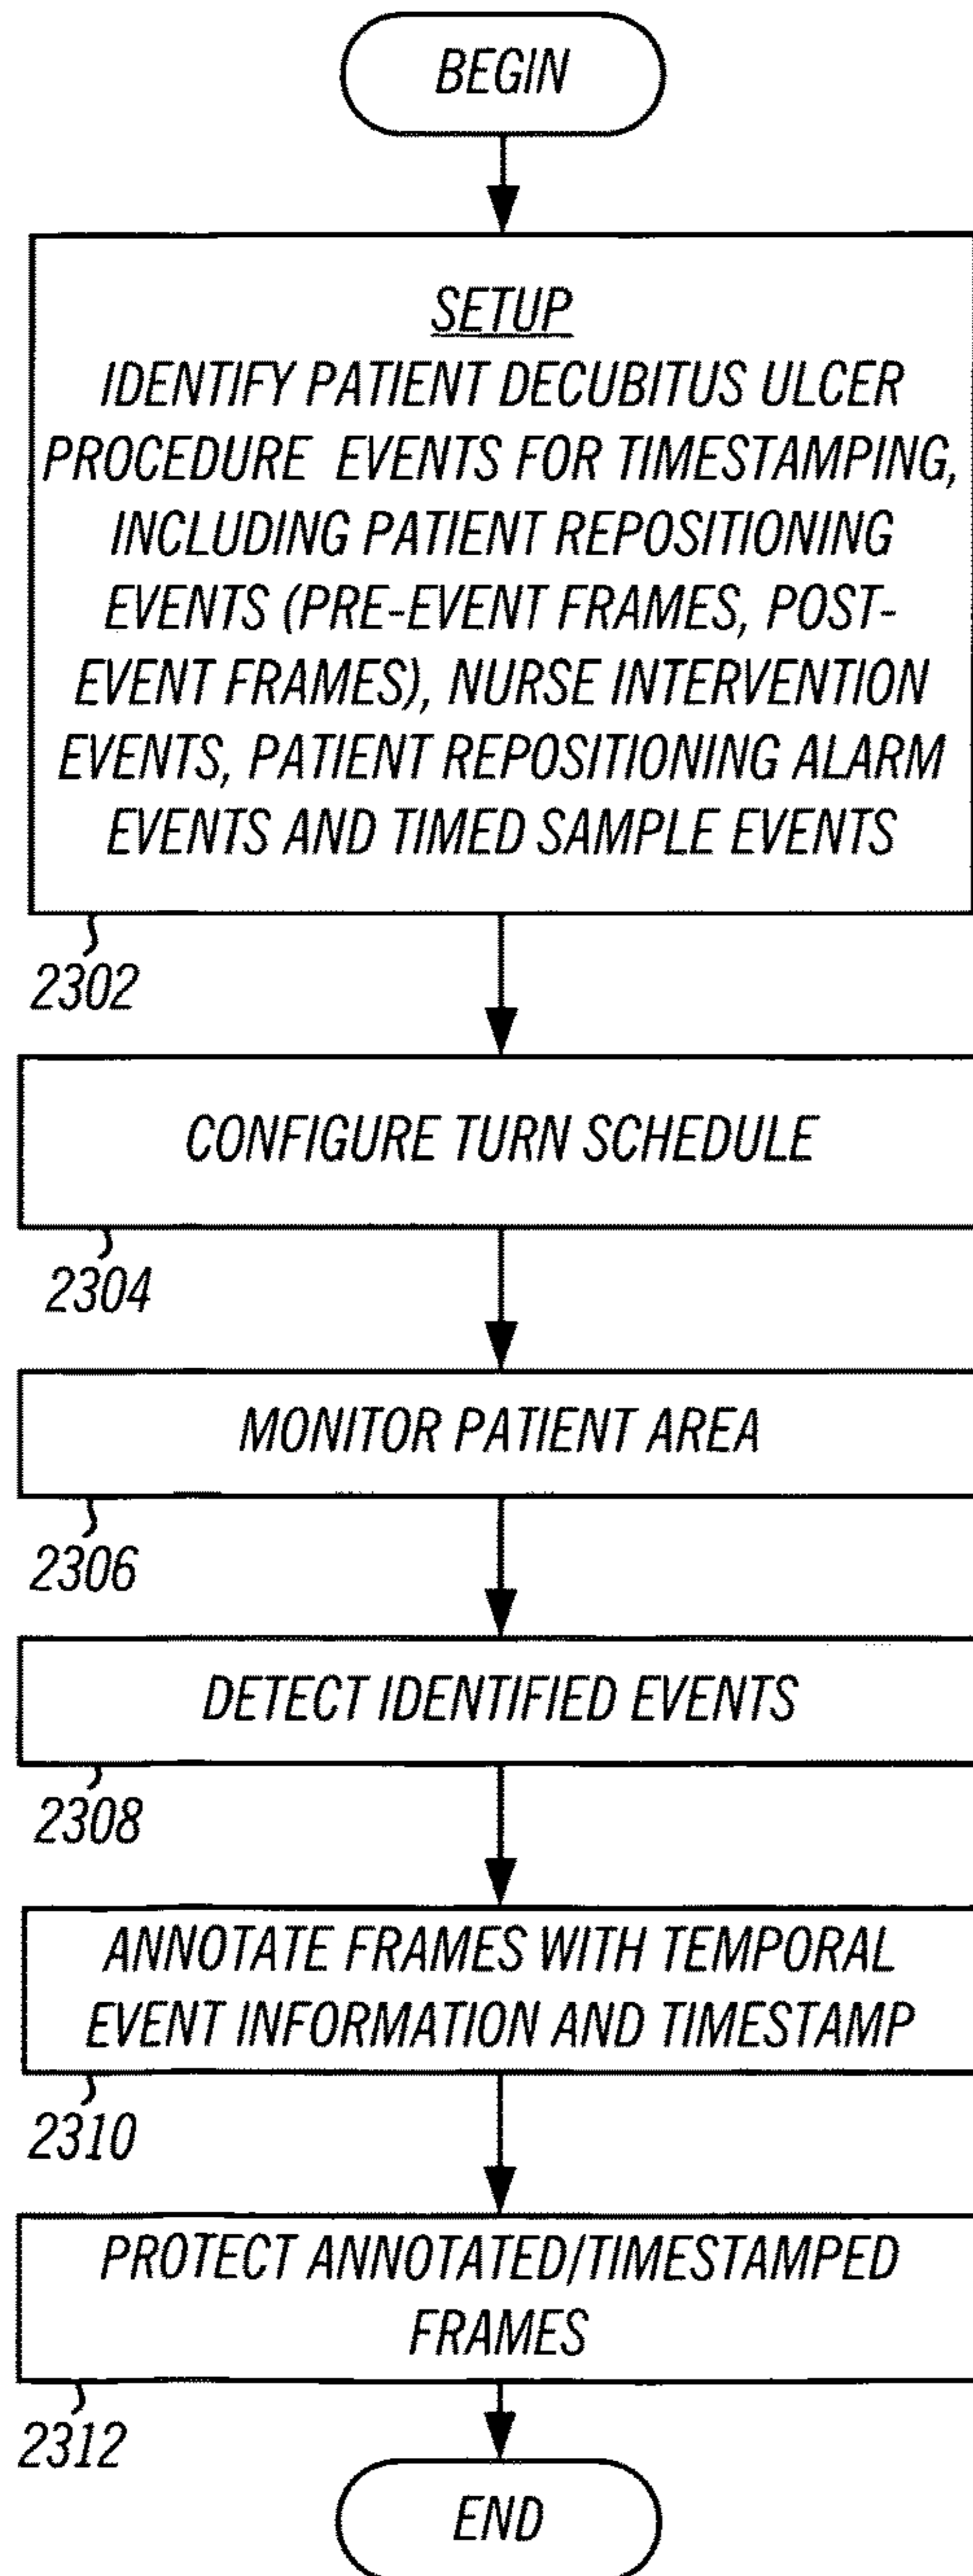 BEGIN
SETUP
IDENTIFY PATIENT DECUBITUS ULCER
PROCEDURE EVENTS FOR TIMESTAMPING,
INCLUDING PATIENT REPOSITIONING
EVENTS (PRE-EVENT FRAMES, POST-
EVENT FRAMES), NURSE INTERVENTION
EVENTS, PATIENT REPOSITIONING ALARM
EVENTS AND TIMED SAMPLE EVENTS
2302
CONFIGURE TURN SCHEDULE
2304
MONITOR PATIENT AREA
2306
DETECT IDENTIFIED EVENTS
2308
ANNOTATE FRAMES WITH TEMPORAL
EVENT INFORMATION AND TIMESTAMP
2310
PROTECT ANNOTATED/TIMESTAMPED
FRAMES
2312
END